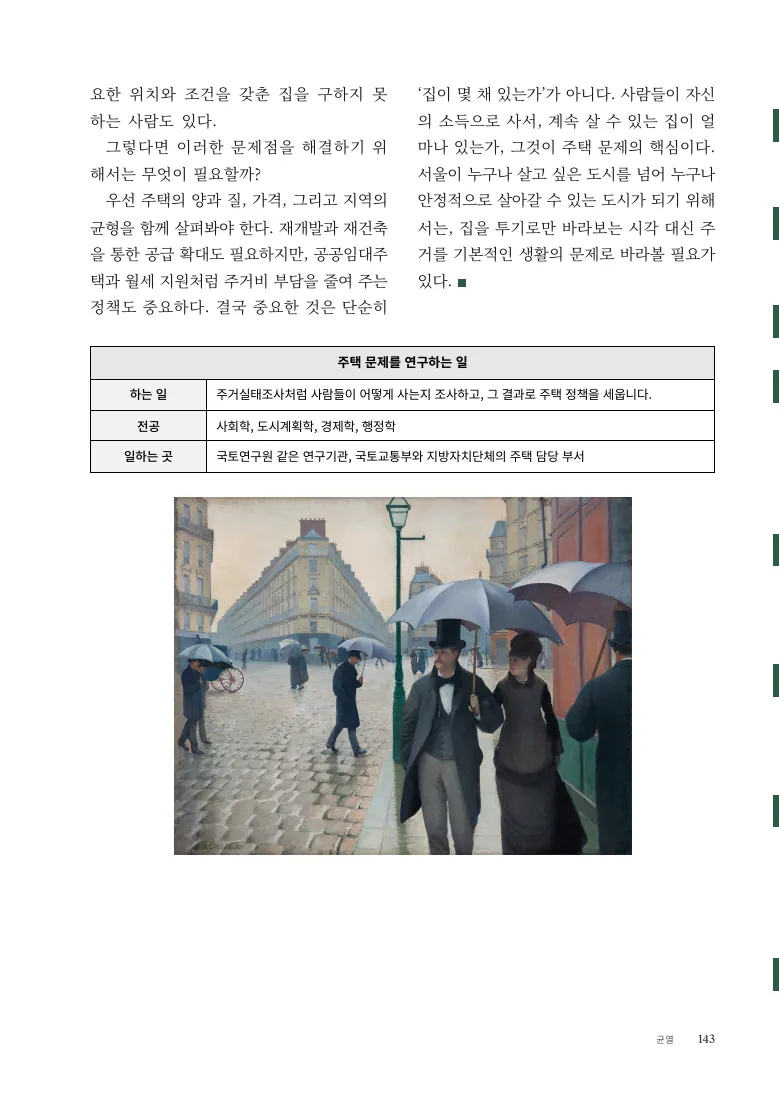 요한 위치와 조건을 갖춘 집을 구하지 못
하는 사람도 있다.
그렇다면 이러한 문제점을 해결하기 위
해서는 무엇이 필요할까?
우선 주택의 양과 질, 가격, 그리고 지역의
균형을 함께 살펴봐야 한다. 재개발과 재건축
을 통한 공급 확대도 필요하지만, 공공임대주
택과 월세 지원처럼 주거비 부담을 줄여 주는
정책도 중요하다. 결국 중요한 것은 단순히
‘집이 몇 채 있는가’가 아니다. 사람들이 자신
의 소득으로 사서, 계속 살 수 있는 집이 얼
마나 있는가, 그것이 주택 문제의 핵심이다.
서울이 누구나 살고 싶은 도시를 넘어 누구나
안정적으로 살아갈 수 있는 도시가 되기 위해
서는, 집을 투기로만 바라보는 시각 대신 주
거를 기본적인 생활의 문제로 바라볼 필요가
있다. ■
주택 문제를 연구하는 일
하는 일 주거실태조사처럼 사람들이 어떻게 사는지 조사하고, 그 결과로 주택 정책을 세웁니다.
전공 사회학, 도시계획학, 경제학, 행정학
일하는 곳 국토연구원 같은 연구기관, 국토교통부와 지방자치단체의 주택 담당 부서
균열 143